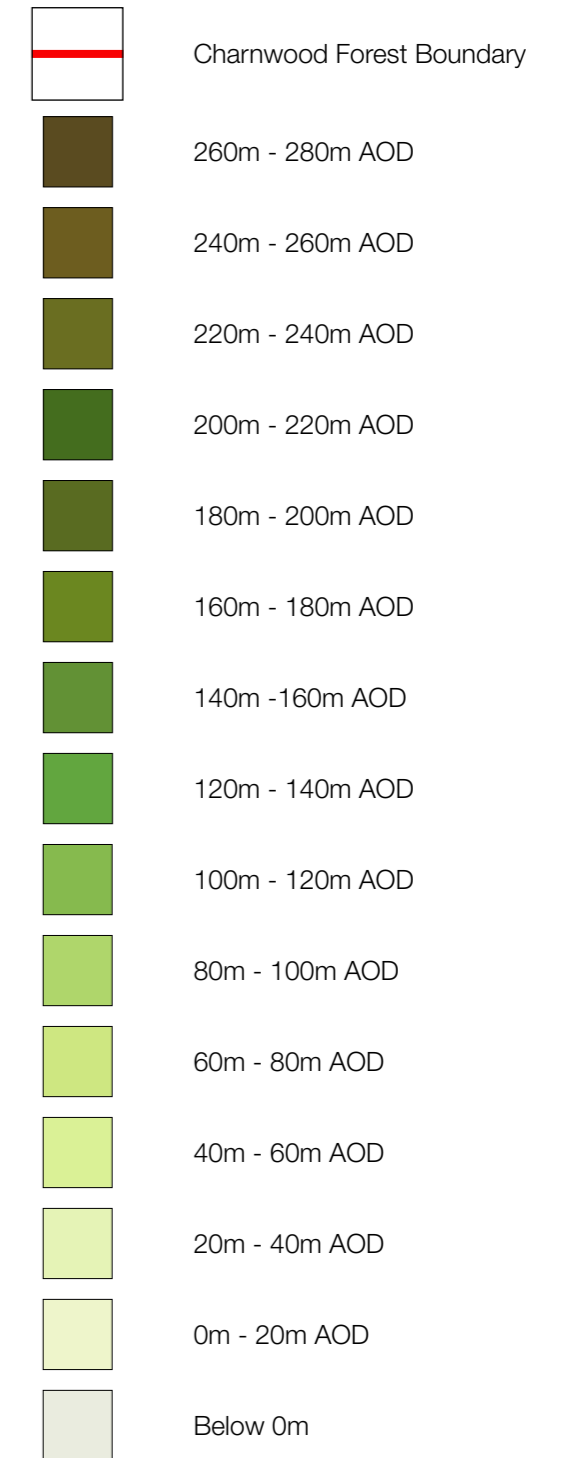 Charnwood Forest Boundary
260m - 280m AOD
240m - 260m AOD
220m - 240m AOD
200m - 220m AOD
180m - 200m AOD
160m - 180m AOD
140m -160m AOD
120m - 140m AOD
100m - 120m AOD
80m - 100m AOD
60m - 80m AOD
40m - 60m AOD
20m - 40m AOD
0m - 20m AOD
Below 0m